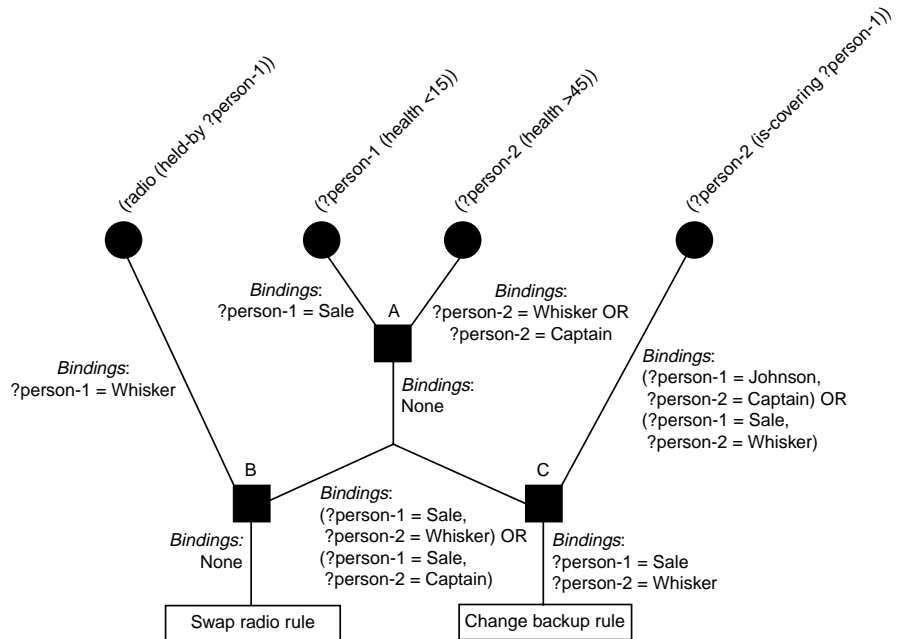 (radio (held-by ?person-1))
(?person-1 (health <15))
(?person-2 (health >45))
(?person-2 (is-covering ?person-1))
Bindings:
?person-1 = Sale
A
Bindings:
?person-2 = Whisker OR
?person-2 = Captain
Bindings:
?person-1 = Whisker
Bindings:
None
Bindings:
(?person-1 = Johnson,
?person-2 = Captain) OR
(?person-1 = Sale,
?person-2 = Whisker)
B
C
Bindings:
None
Bindings:
(?person-1 = Sale,
?person-2 = Whisker) OR
(?person-1 = Sale,
?person-2 = Captain)
Bindings:
?person-1 = Sale
?person-2 = Whisker
Swap radio rule
Change backup rule